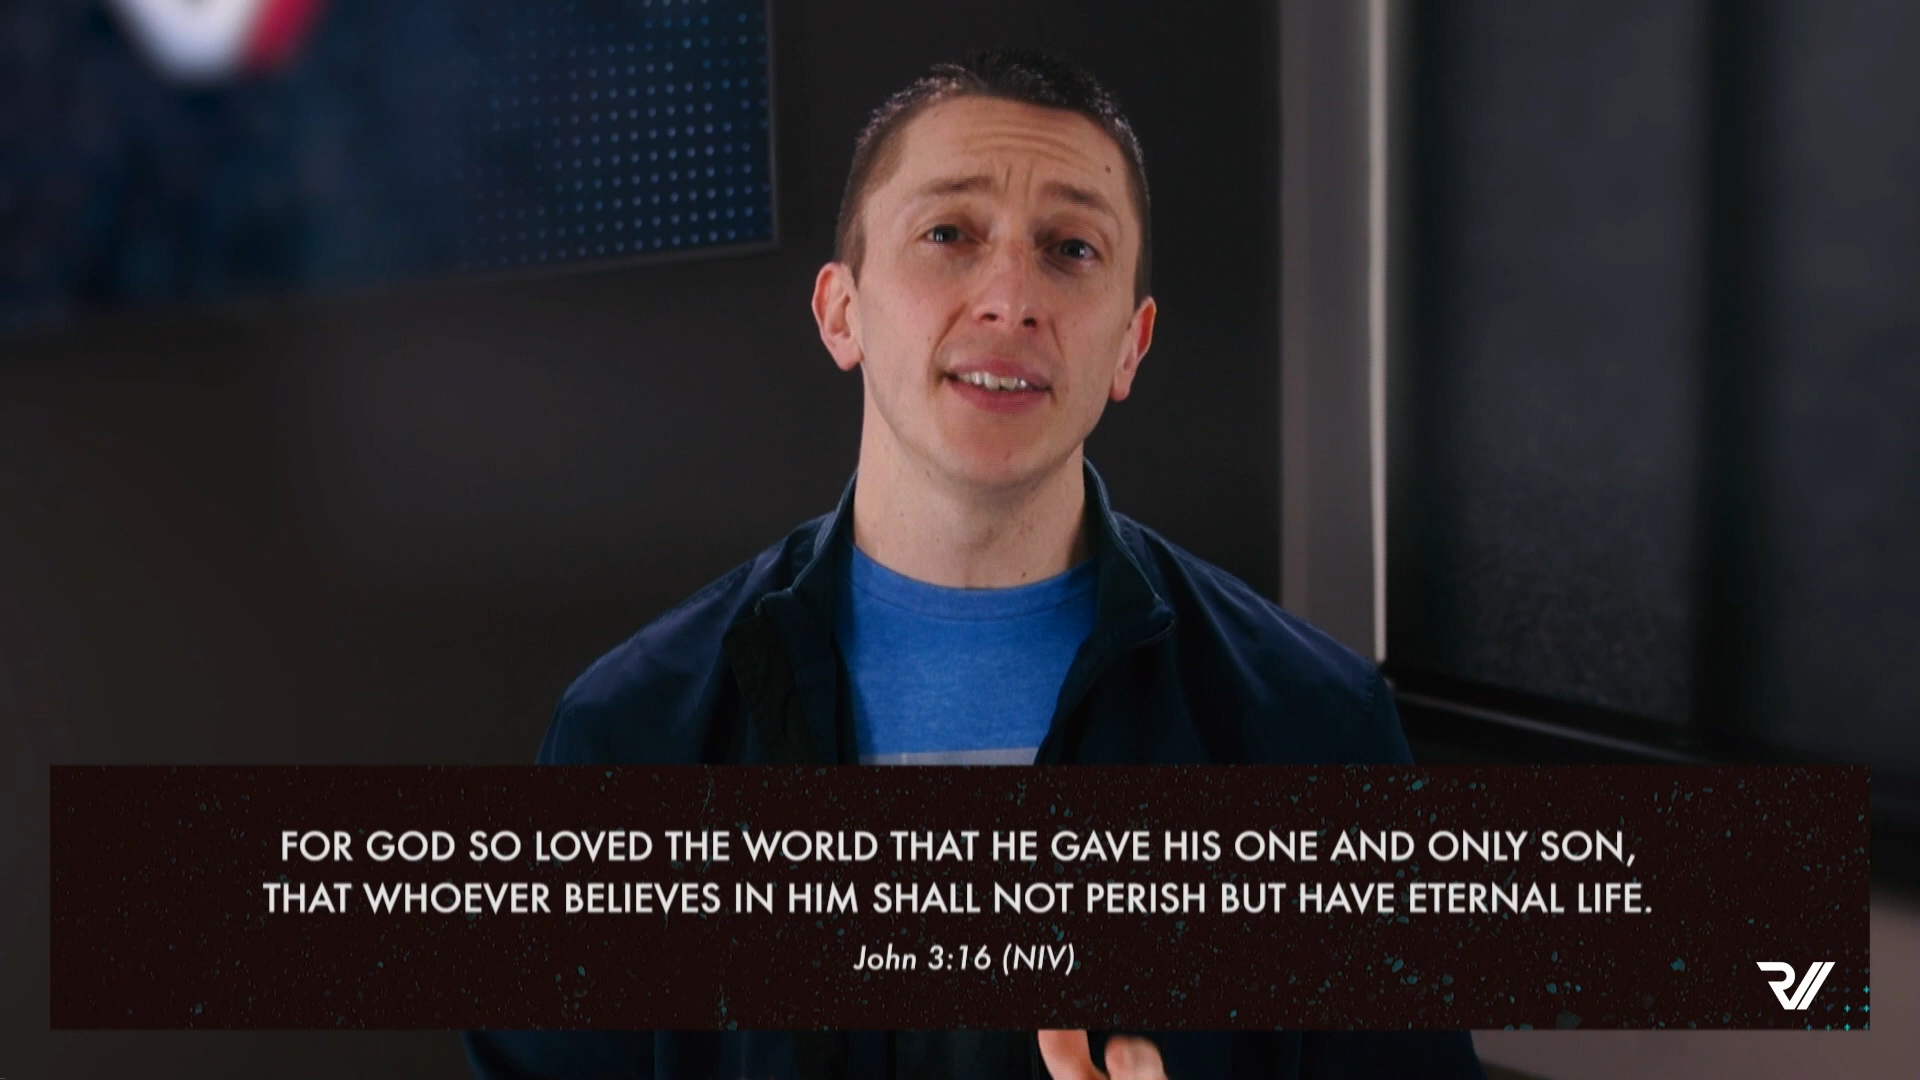 FOR GOD SO LOVED THE WORLD THAT HE GAVE HIS ONE AND ONLY SON,
THAT WHOEVER BELIEVES IN HIM SHALL NOT PERISH BUT HAVE ETERNAL LIFE.
John 3:16 (NIV)